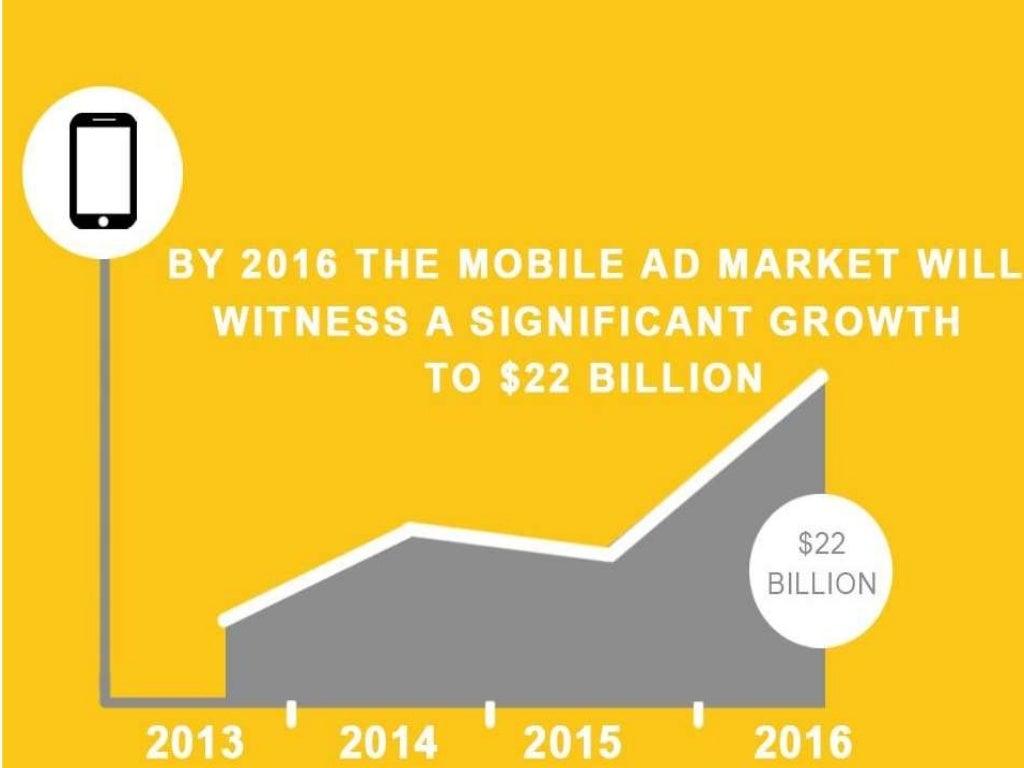 BY 2016 THE MOBILE AD MARKET WILL
WITNESS A SIGNIFICANT GROWTH
TO $22 BILLION
$22
BILLION
2013 2014 2015 2016